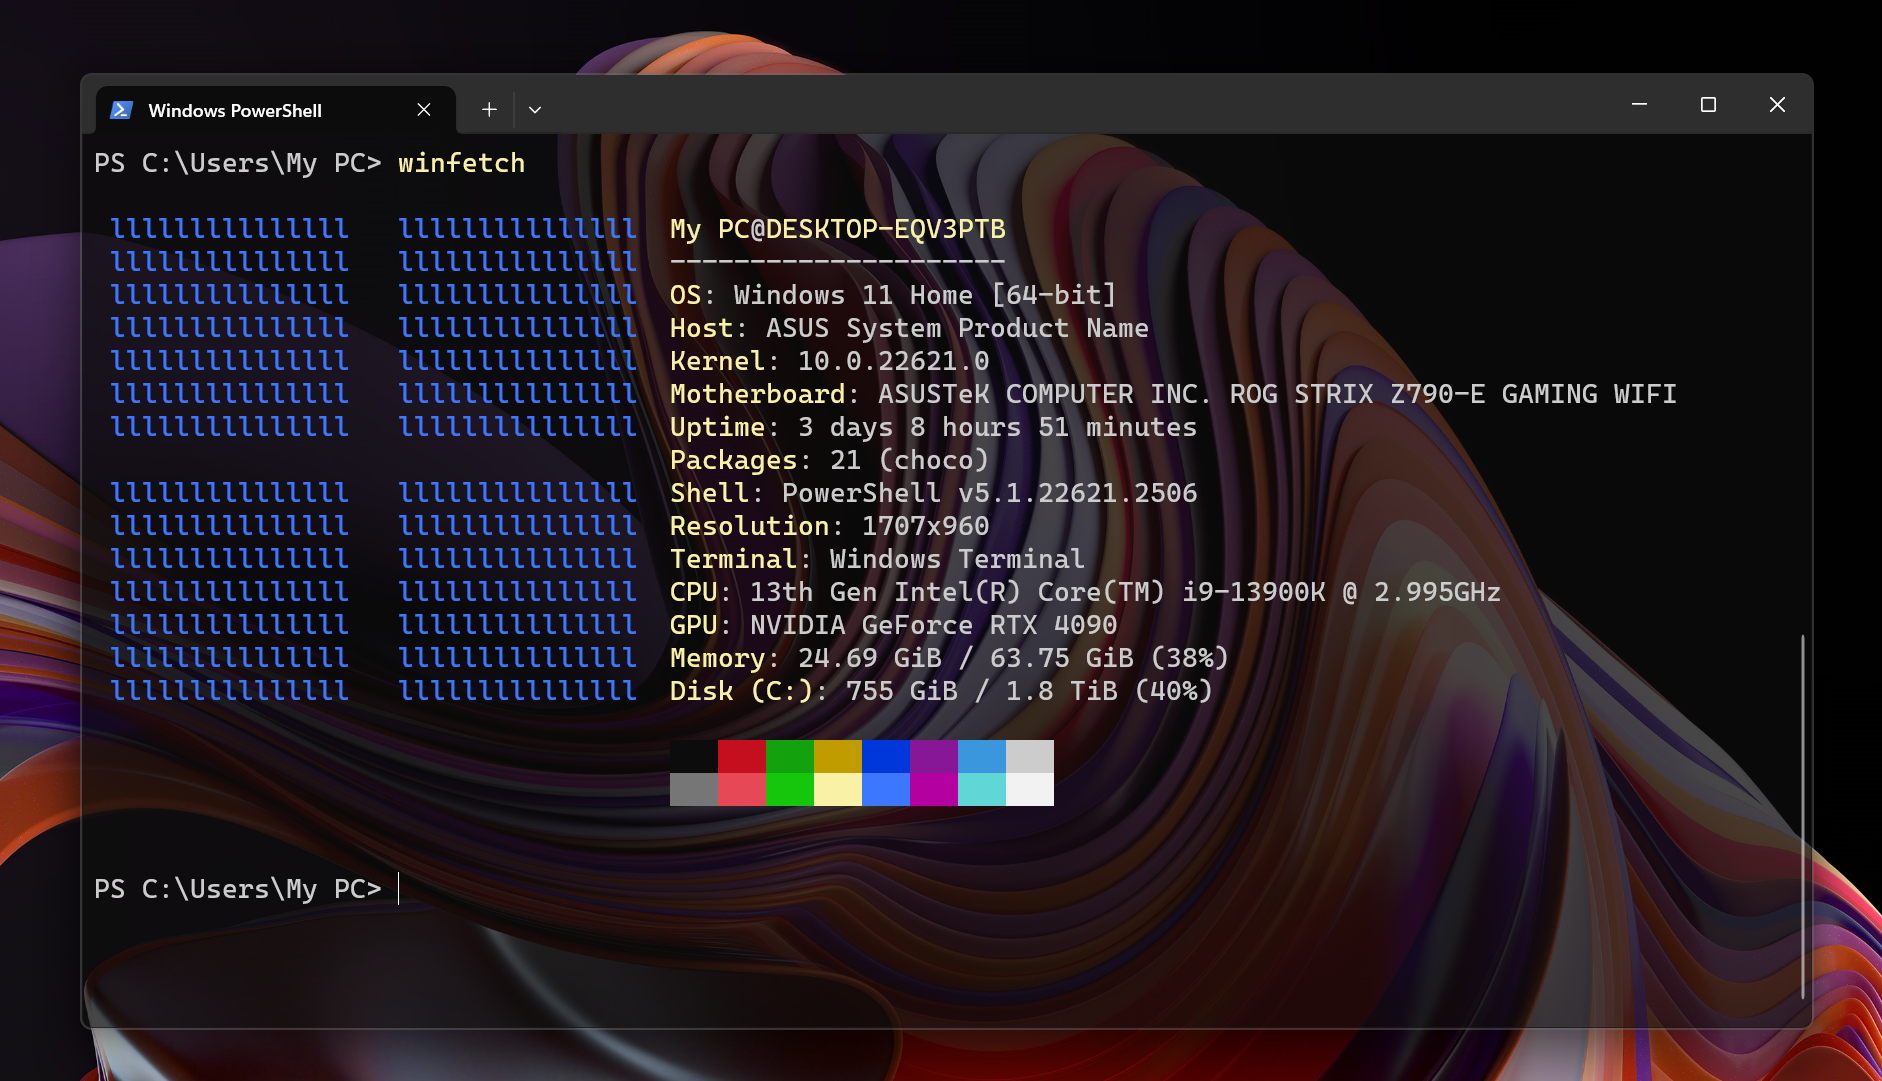 Windows PowerShell
PS C:\Users\My PC> winfetch
lllllllllllllll   lllllllllllllll  My PC@DESKTOP-EQV3PTB
lllllllllllllll   lllllllllllllll  ---------------------
lllllllllllllll   lllllllllllllll  OS: Windows 11 Home [64-bit]
lllllllllllllll   lllllllllllllll  Host: ASUS System Product Name
lllllllllllllll   lllllllllllllll  Kernel: 10.0.22621.0
lllllllllllllll   lllllllllllllll  Motherboard: ASUSTeK COMPUTER INC. ROG STRIX Z790-E GAMING WIFI
lllllllllllllll   lllllllllllllll  Uptime: 3 days 8 hours 51 minutes
Packages: 21 (choco)
lllllllllllllll   lllllllllllllll  Shell: PowerShell v5.1.22621.2506
lllllllllllllll   lllllllllllllll  Resolution: 1707x960
lllllllllllllll   lllllllllllllll  Terminal: Windows Terminal
lllllllllllllll   lllllllllllllll  CPU: 13th Gen Intel(R) Core(TM) i9-13900K @ 2.995GHz
lllllllllllllll   lllllllllllllll  GPU: NVIDIA GeForce RTX 4090
lllllllllllllll   lllllllllllllll  Memory: 24.69 GiB / 63.75 GiB (38%)
lllllllllllllll   lllllllllllllll  Disk (C:): 755 GiB / 1.8 TiB (40%)
PS C:\Users\My PC>